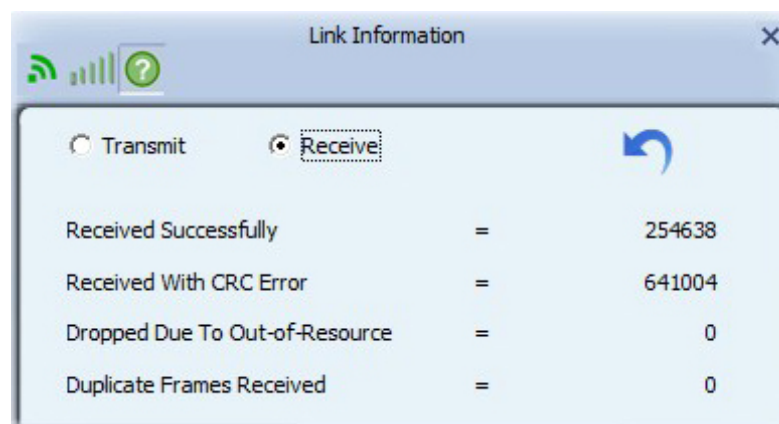 Link Information
Transmit Receive
Received Successfully = 254638
Received With CRC Error = 641004
Dropped Due To Out-of-Resource = 0
Duplicate Frames Received = 0